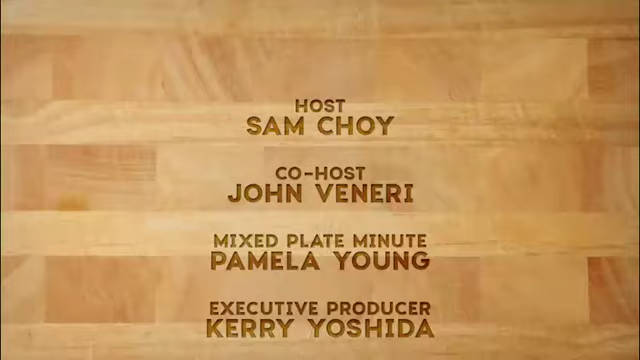 HOST
SAM CHOY
CO-HOST
JOHN VENERI
MIXED PLATE MINUTE
PAMELA YOUNG
EXECUTIVE PRODUCER
KERRY YOSHIDA